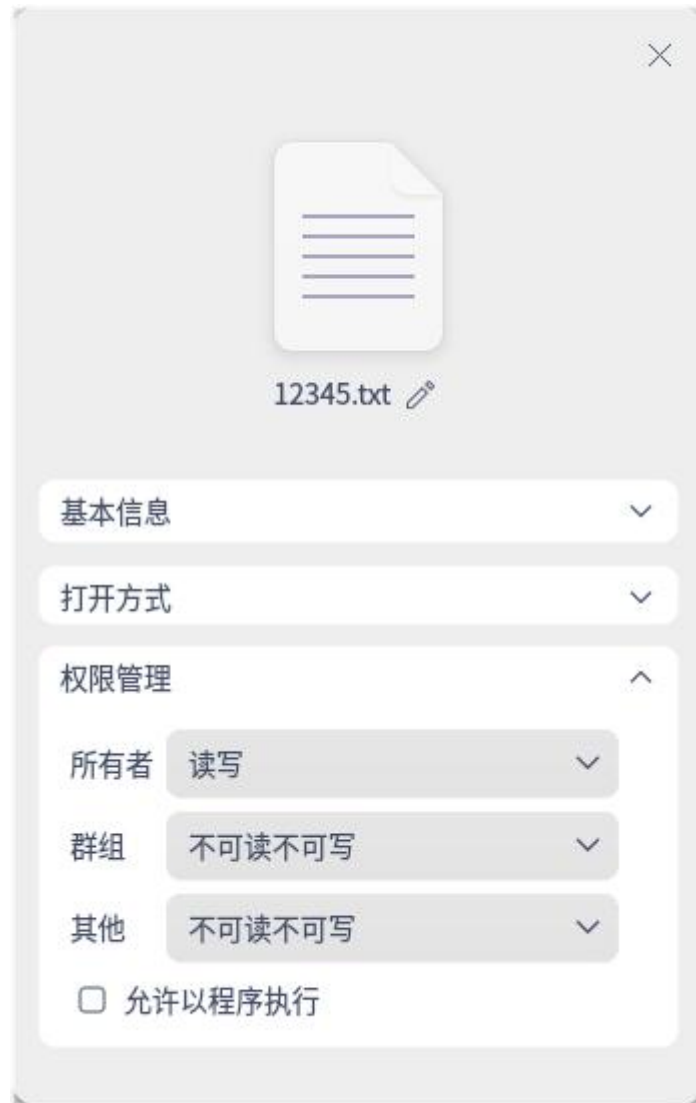 12345.txt
基本信息
打开方式
权限管理
所有者 读写
群组 不可读不可写
其他 不可读不可写
允许以程序执行